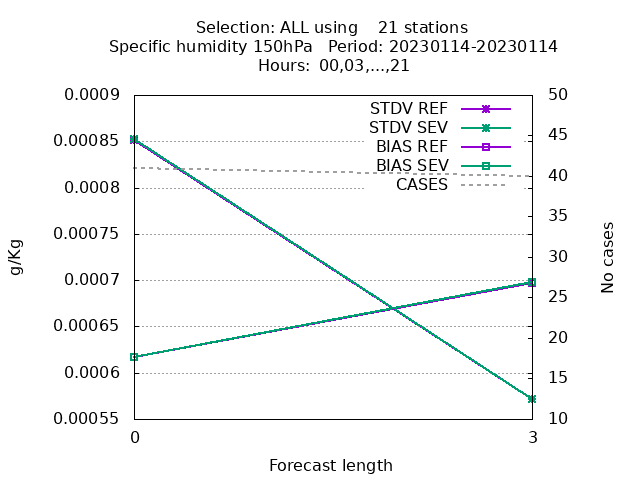 Selection: ALL using    21 stations
Specific humidity 150hPa   Period: 20230114-20230114
Hours:  00,03,...,21
0.0009
0.00085
0.0008
0.00075
0.0007
0.00065
0.0006
0.00055
50
45
40
35
30
25
20
15
10
STDV REF
STDV SEV
BIAS REF
BIAS SEV
CASES
g/Kg
No cases
0
3
Forecast length